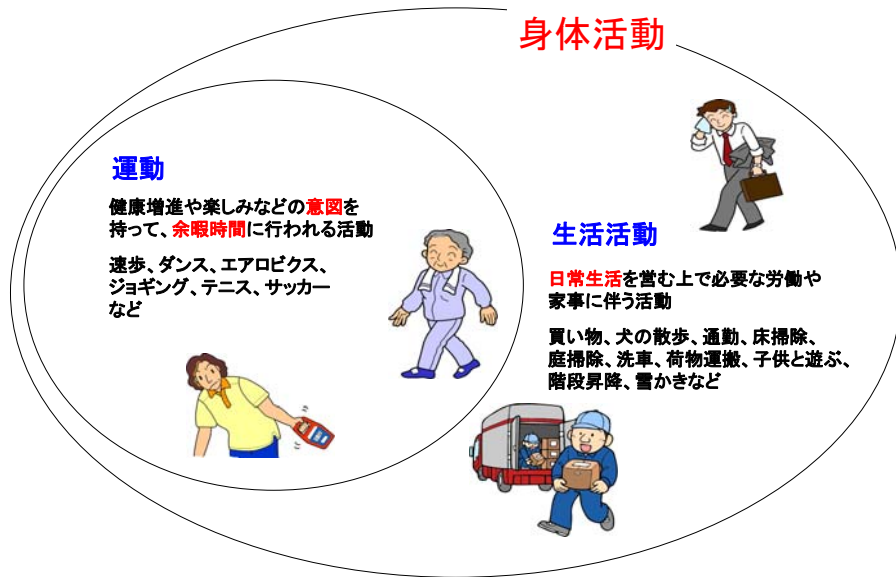 身体活動
運動
健康増進や楽しみなどの意図を
持って、余暇時間に行われる活動
速歩、ダンス、エアロビクス、
ジョギング、テニス、サッカー
など
生活活動
日常生活を営む上で必要な労働や
家事に伴う活動
買い物、犬の散歩、通勤、床掃除、
庭掃除、洗車、荷物運搬、子供と遊ぶ、
階段昇降、雪かきなど